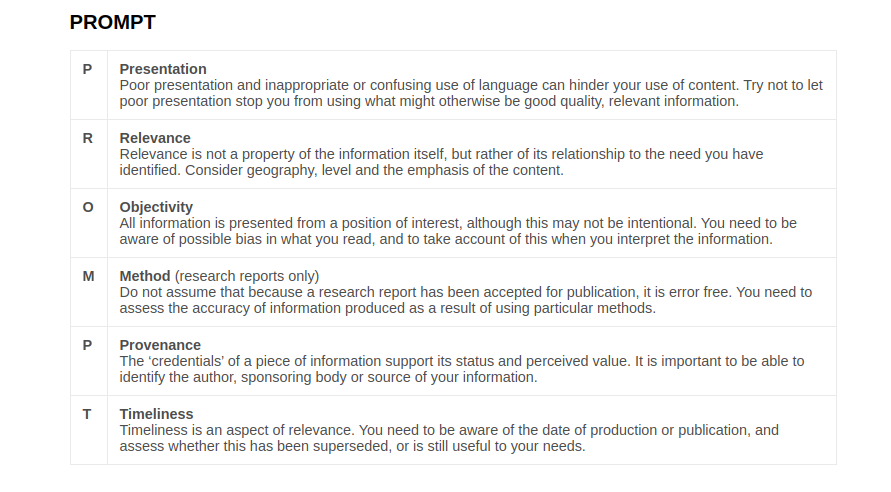 PROMPT
P
Presentation
Poor presentation and inappropriate or confusing use of language can hinder your use of content. Try not to let
poor presentation stop you from using what might otherwise be good quality, relevant information.
R
Relevance
Relevance is not a property of the information itself, but rather of its relationship to the need you have
identified. Consider geography, level and the emphasis of the content.
O
Objectivity
All information is presented from a position of interest, although this may not be intentional. You need to be
aware of possible bias in what you read, and to take account of this when you interpret the information.
M
Method (research reports only)
Do not assume that because a research report has been accepted for publication, it is error free. You need to
assess the accuracy of information produced as a result of using particular methods.
P
Provenance
The ‘credentials’ of a piece of information support its status and perceived value. It is important to be able to
identify the author, sponsoring body or source of your information.
T
Timeliness
Timeliness is an aspect of relevance. You need to be aware of the date of production or publication, and
assess whether this has been superseded, or is still useful to your needs.